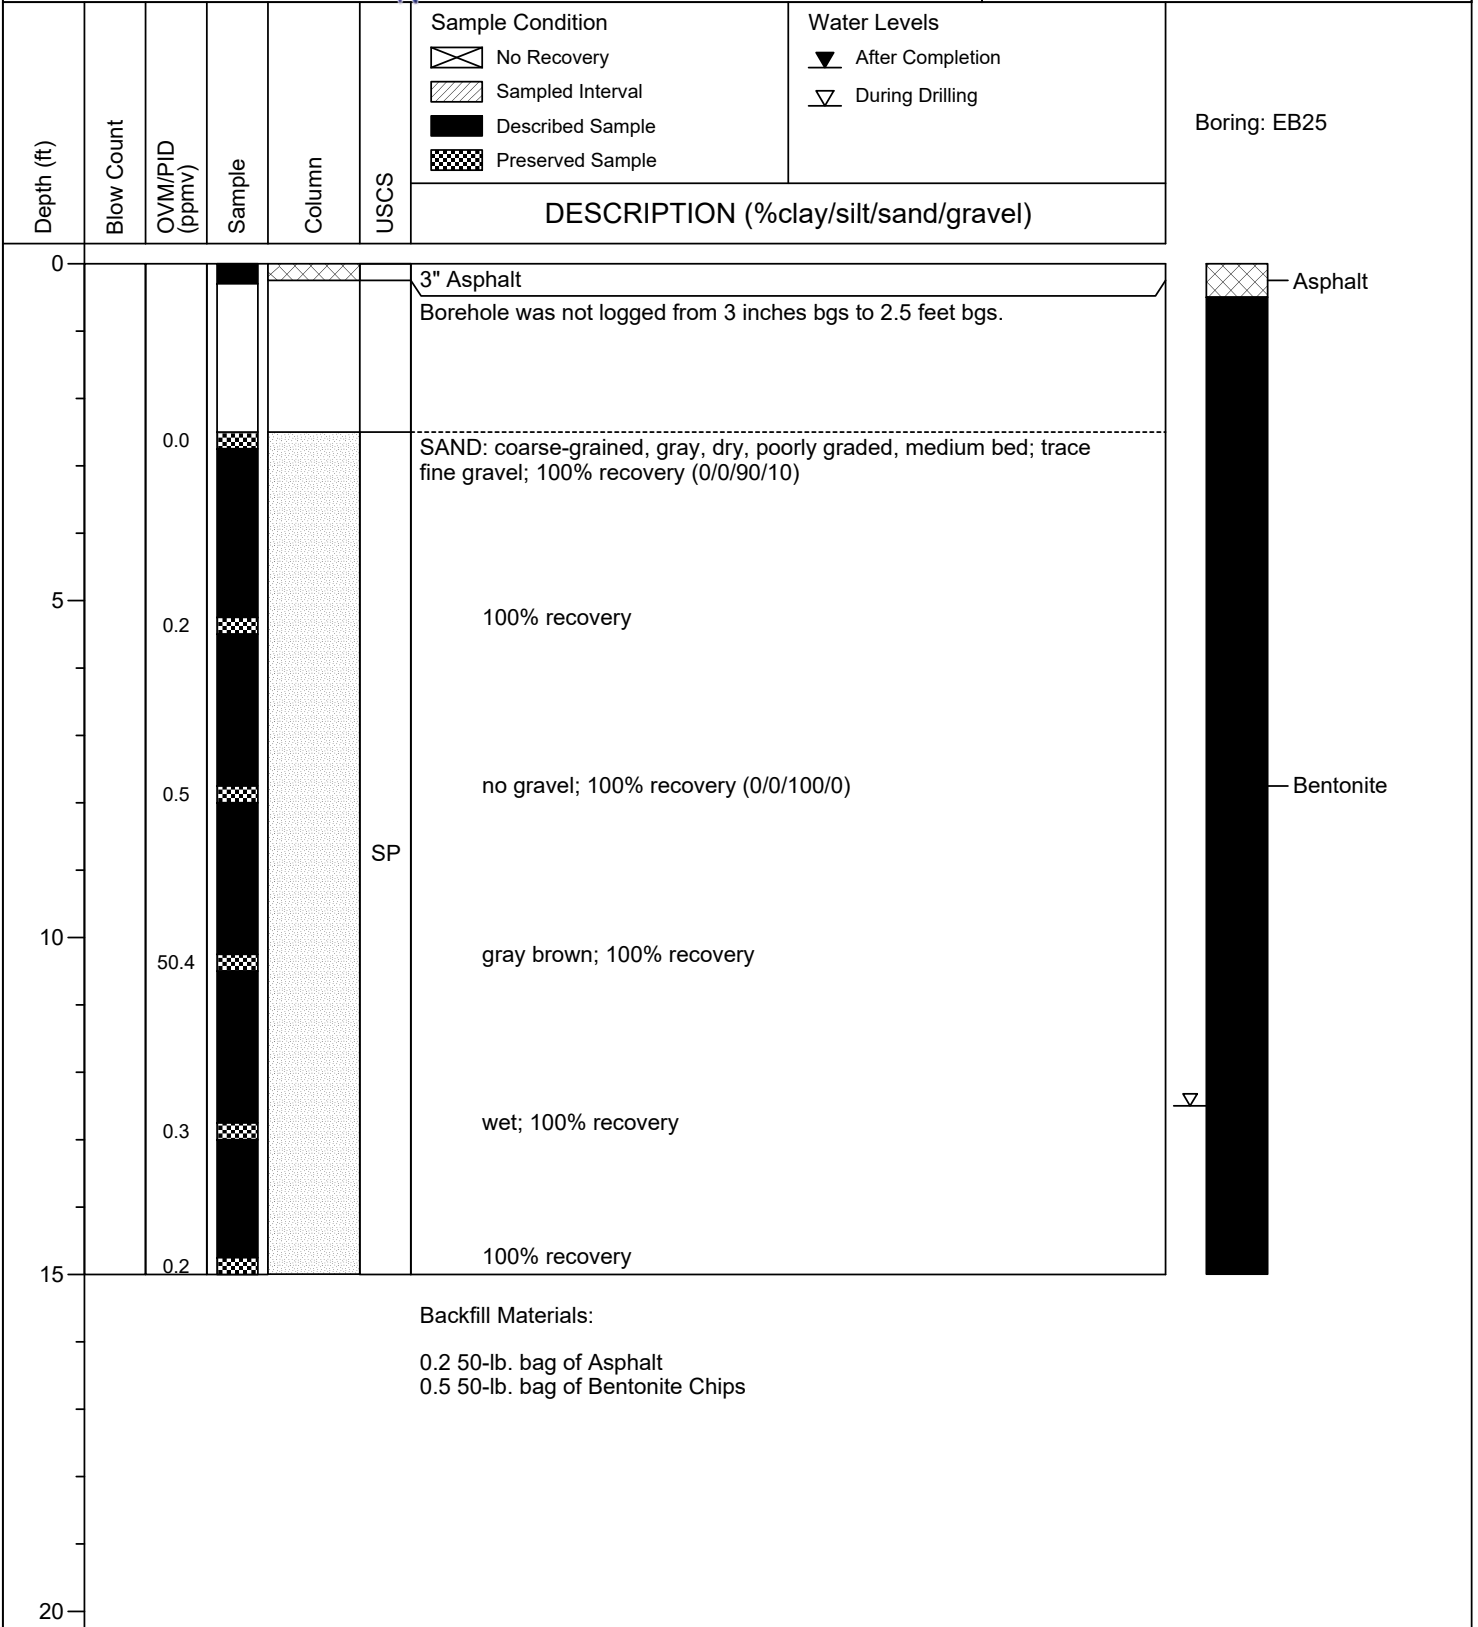 Sample Condition
No Recovery
Sampled Interval
Described Sample
Preserved Sample
Water Levels
After Completion
During Drilling
Boring: EB25
Depth (ft)
Blow Count
OVM/PID
(ppmv)
Sample
Column
USCS
DESCRIPTION (%clay/silt/sand/gravel)
0
3" Asphalt
Asphalt
Borehole was not logged from 3 inches bgs to 2.5 feet bgs.
0.0
SAND: coarse-grained, gray, dry, poorly graded, medium bed; trace
fine gravel; 100% recovery (0/0/90/10)
5
0.2
100% recovery
0.5
no gravel; 100% recovery (0/0/100/0)
Bentonite
SP
10
50.4
gray brown; 100% recovery
0.3
wet; 100% recovery
0.2
100% recovery
15
Backfill Materials:
0.2 50-lb. bag of Asphalt
0.5 50-lb. bag of Bentonite Chips
20